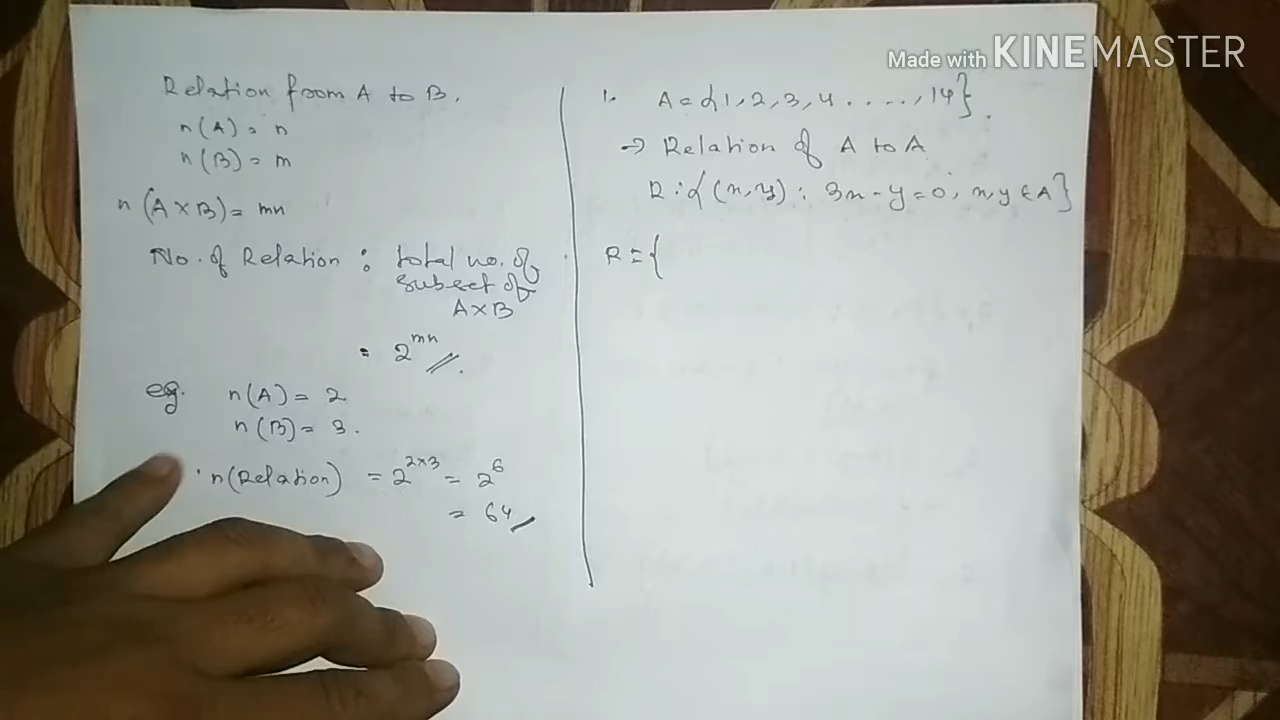 Made with KINEMASTER
Relation from A to B.
n(A) = n
n(B) = m
n(A×B) = mn
No. of Relation : total no. of
subset of
A×B
= 2^mn //.
eg. n(A) = 2
n(B) = 3.
n(Relation) = 2^2×3 = 2^6
= 64 //
1. A = {1, 2, 3, 4 . . . . , 14}.
→ Relation of A to A
R : {(x, y) : 3x - y = 0, x, y ∈ A}
R = {